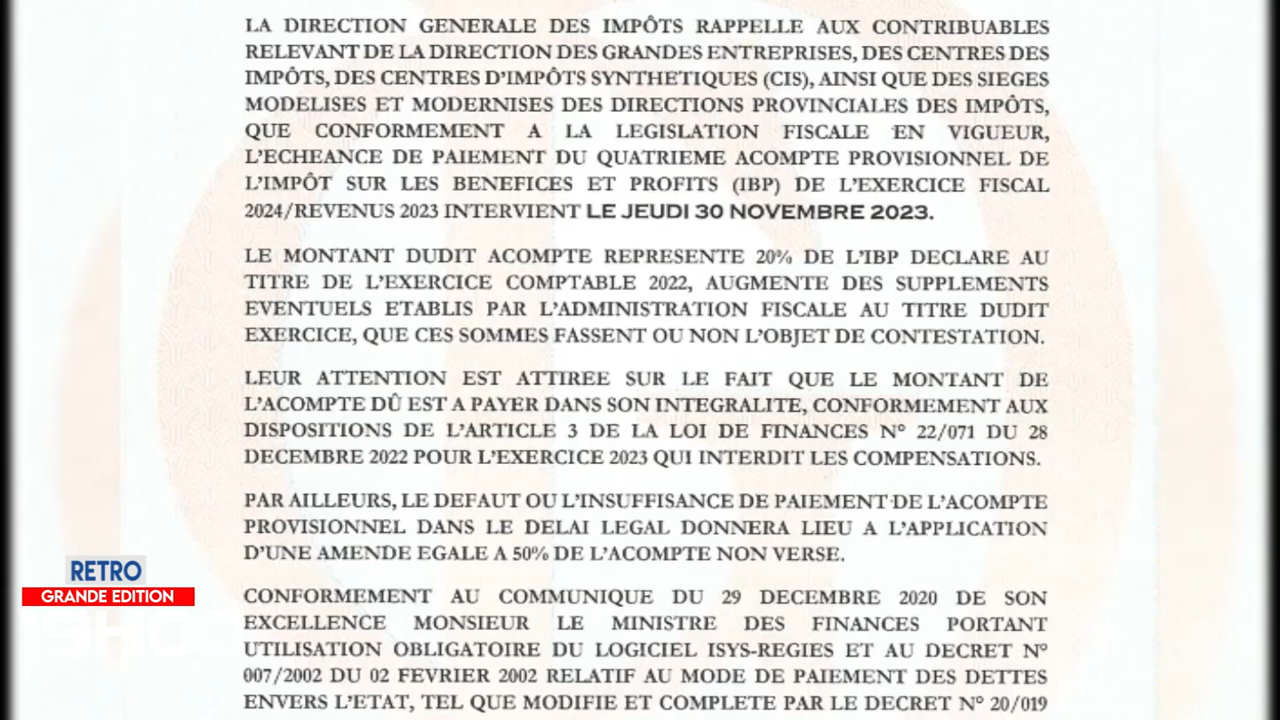 LA DIRECTION GENERALE DES IMPÔTS RAPPELLE AUX CONTRIBUABLES
RELEVANT DE LA DIRECTION DES GRANDES ENTREPRISES, DES CENTRES DES
IMPÔTS, DES CENTRES D'IMPÔTS SYNTHETIQUES (CIS), AINSI QUE DES SIEGES
MODELISES ET MODERNISES DES DIRECTIONS PROVINCIALES DES IMPÔTS,
QUE CONFORMEMENT A LA LEGISLATION FISCALE EN VIGUEUR,
L'ECHEANCE DE PAIEMENT DU QUATRIEME ACOMPTE PROVISIONNEL DE
L'IMPÔT SUR LES BENEFICES ET PROFITS (IBP) DE L'EXERCICE FISCAL
2024/REVENUS 2023 INTERVIENT LE JEUDI 30 NOVEMBRE 2023.
LE MONTANT DUDIT ACOMPTE REPRESENTE 20% DE L'IBP DECLARE AU
TITRE DE L'EXERCICE COMPTABLE 2022, AUGMENTE DES SUPPLEMENTS
EVENTUELS ETABLIS PAR L'ADMINISTRATION FISCALE AU TITRE DUDIT
EXERCICE, QUE CES SOMMES FASSENT OU NON L'OBJET DE CONTESTATION.
LEUR ATTENTION EST ATTIREE SUR LE FAIT QUE LE MONTANT DE
L'ACOMPTE DÛ EST A PAYER DANS SON INTEGRALITE, CONFORMEMENT AUX
DISPOSITIONS DE L'ARTICLE 3 DE LA LOI DE FINANCES N° 22/071 DU 28
DECEMBRE 2022 POUR L'EXERCICE 2023 QUI INTERDIT LES COMPENSATIONS.
PAR AILLEURS, LE DEFAUT OU L'INSUFFISANCE DE PAIEMENT DE L'ACOMPTE
PROVISIONNEL DANS LE DELAI LEGAL DONNERA LIEU A L'APPLICATION
D'UNE AMENDE EGALE A 50% DE L'ACOMPTE NON VERSE.
RETRO
GRANDE EDITION
CONFORMEMENT AU COMMUNIQUE DU 29 DECEMBRE 2020 DE SON
EXCELLENCE MONSIEUR LE MINISTRE DES FINANCES PORTANT
UTILISATION OBLIGATOIRE DU LOGICIEL ISYS-REGIES ET AU DECRET N°
007/2002 DU 02 FEVRIER 2002 RELATIF AU MODE DE PAIEMENT DES DETTES
ENVERS L'ETAT, TEL QUE MODIFIE ET COMPLETE PAR LE DECRET N° 20/019